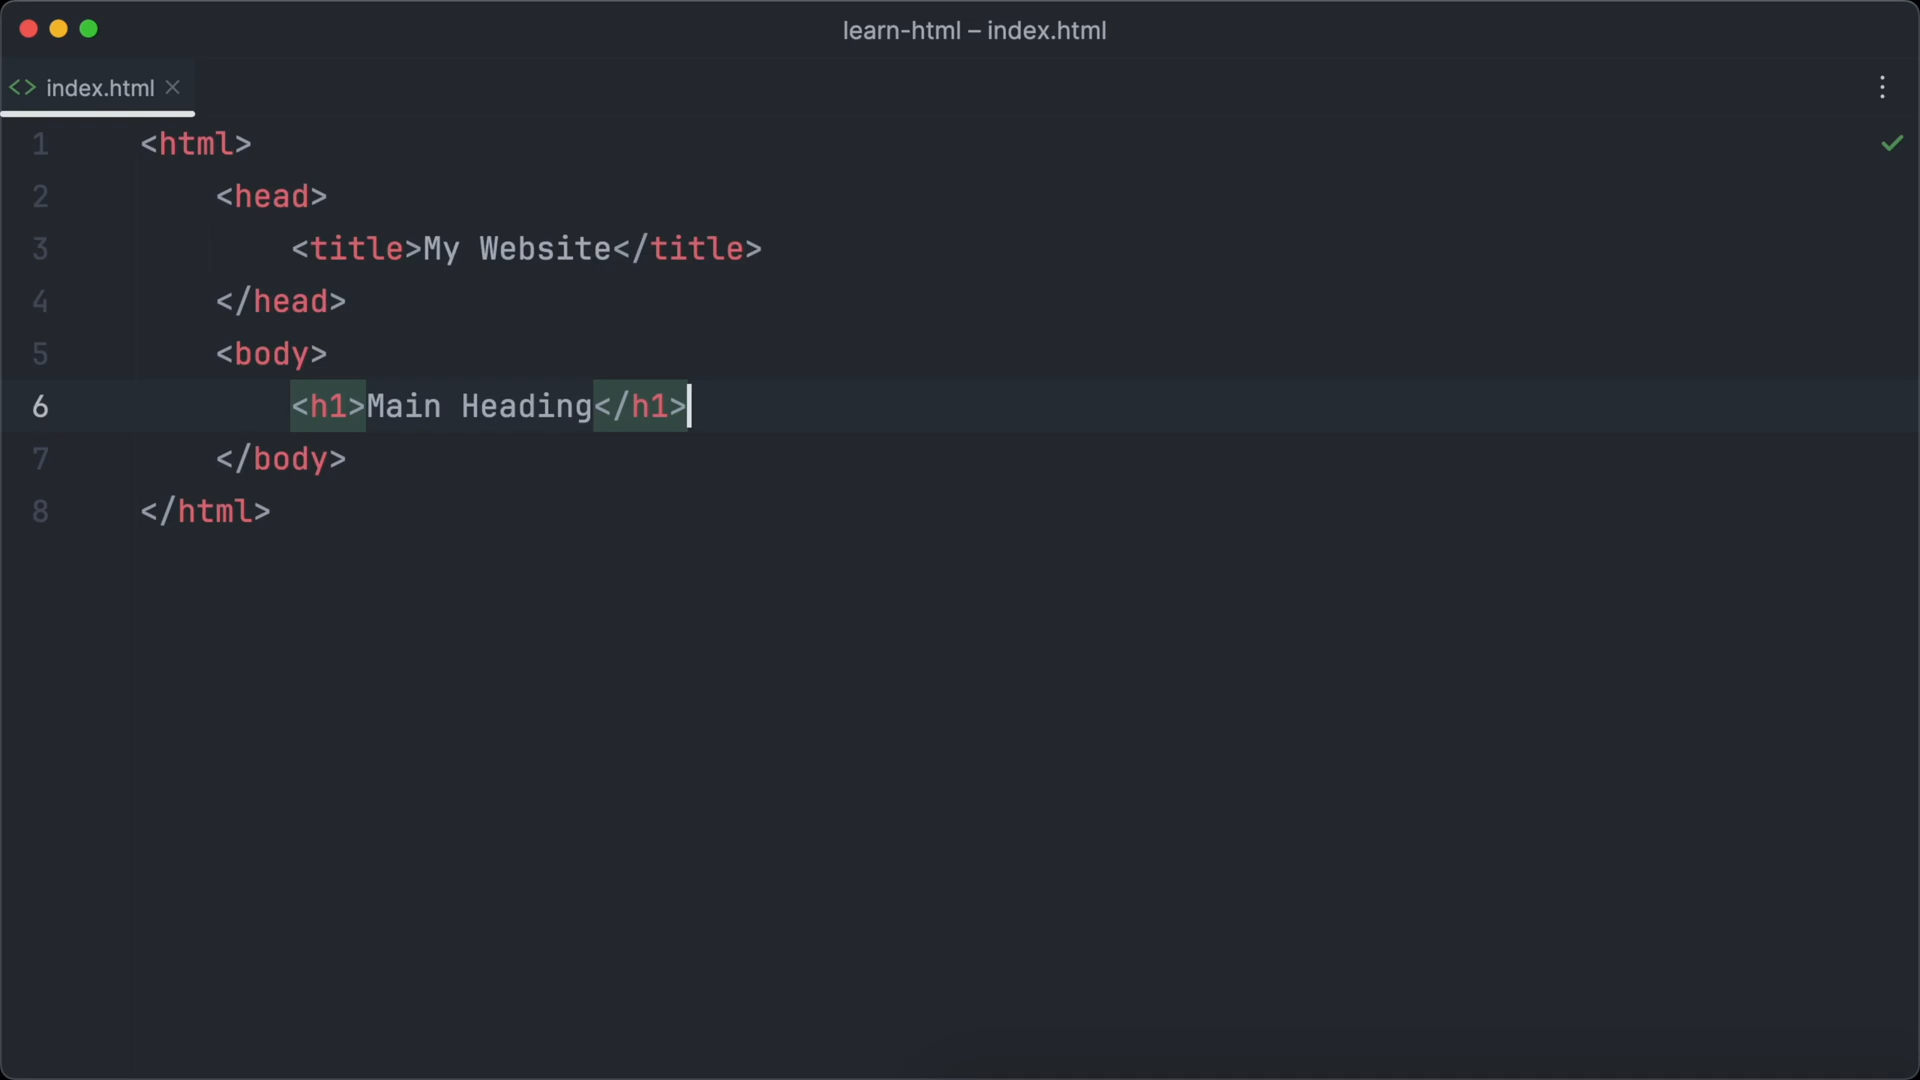 learn-html – index.html
<> index.html
1 <html>
2     <head>
3         <title>My Website</title>
4     </head>
5     <body>
6         <h1>Main Heading</h1>
7     </body>
8 </html>